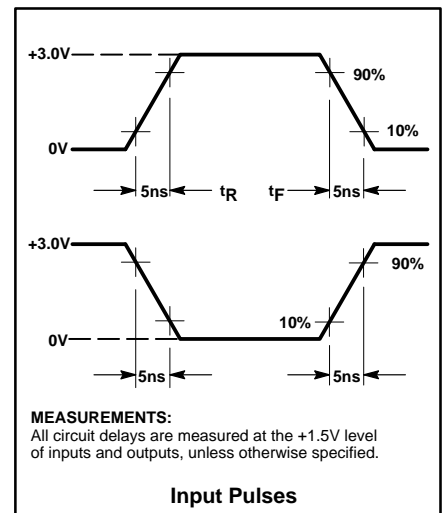 +3.0V
90%
10%
0V
5ns tR tF 5ns
+3.0V
90%
10%
0V
5ns 5ns
MEASUREMENTS:
All circuit delays are measured at the +1.5V level
of inputs and outputs, unless otherwise specified.
Input Pulses